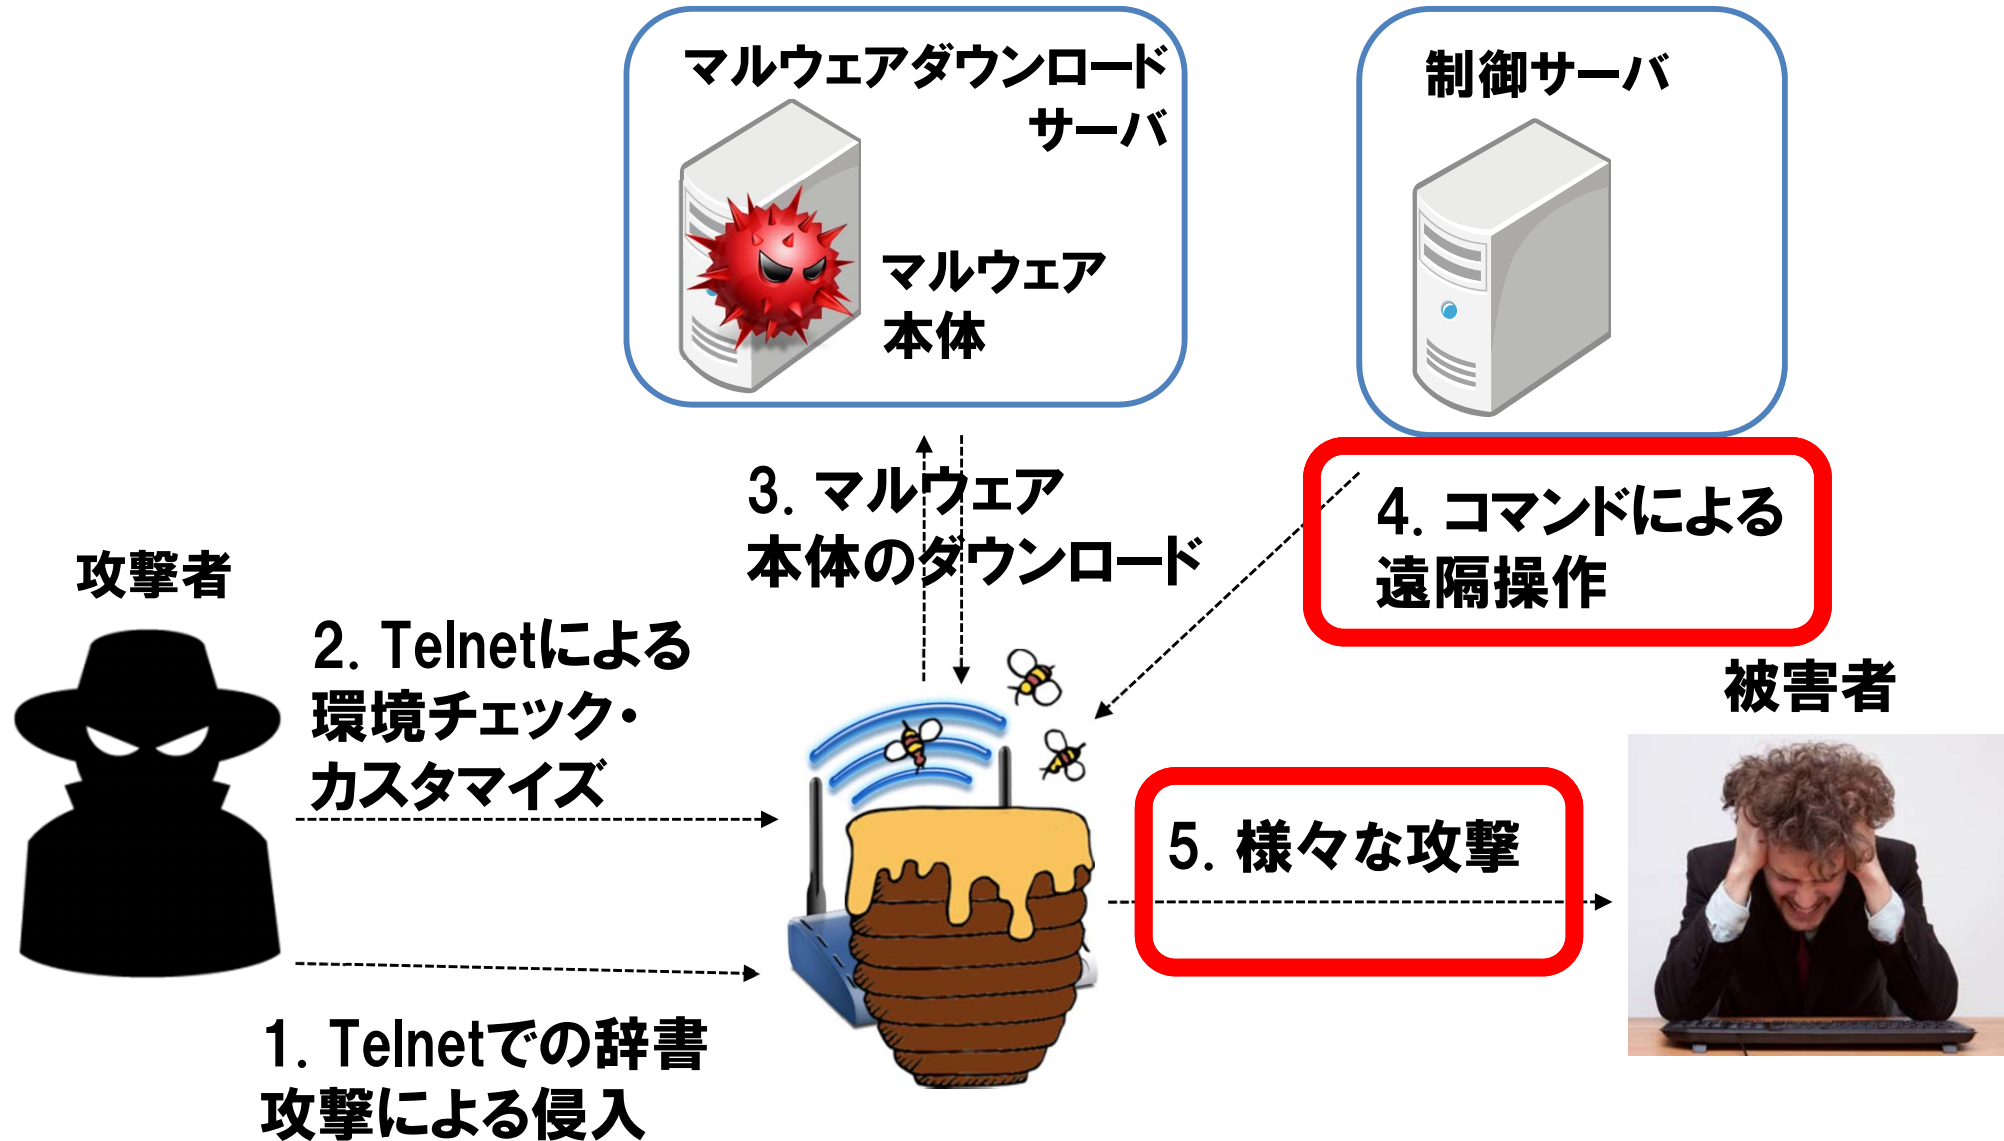 マルウェアダウンロード
サーバ
マルウェア
本体
制御サーバ
3. マルウェア
本体のダウンロード
4. コマンドによる
遠隔操作
攻撃者
2. Telnetによる
環境チェック・
カスタマイズ
被害者
5. 様々な攻撃
1. Telnetでの辞書
攻撃による侵入